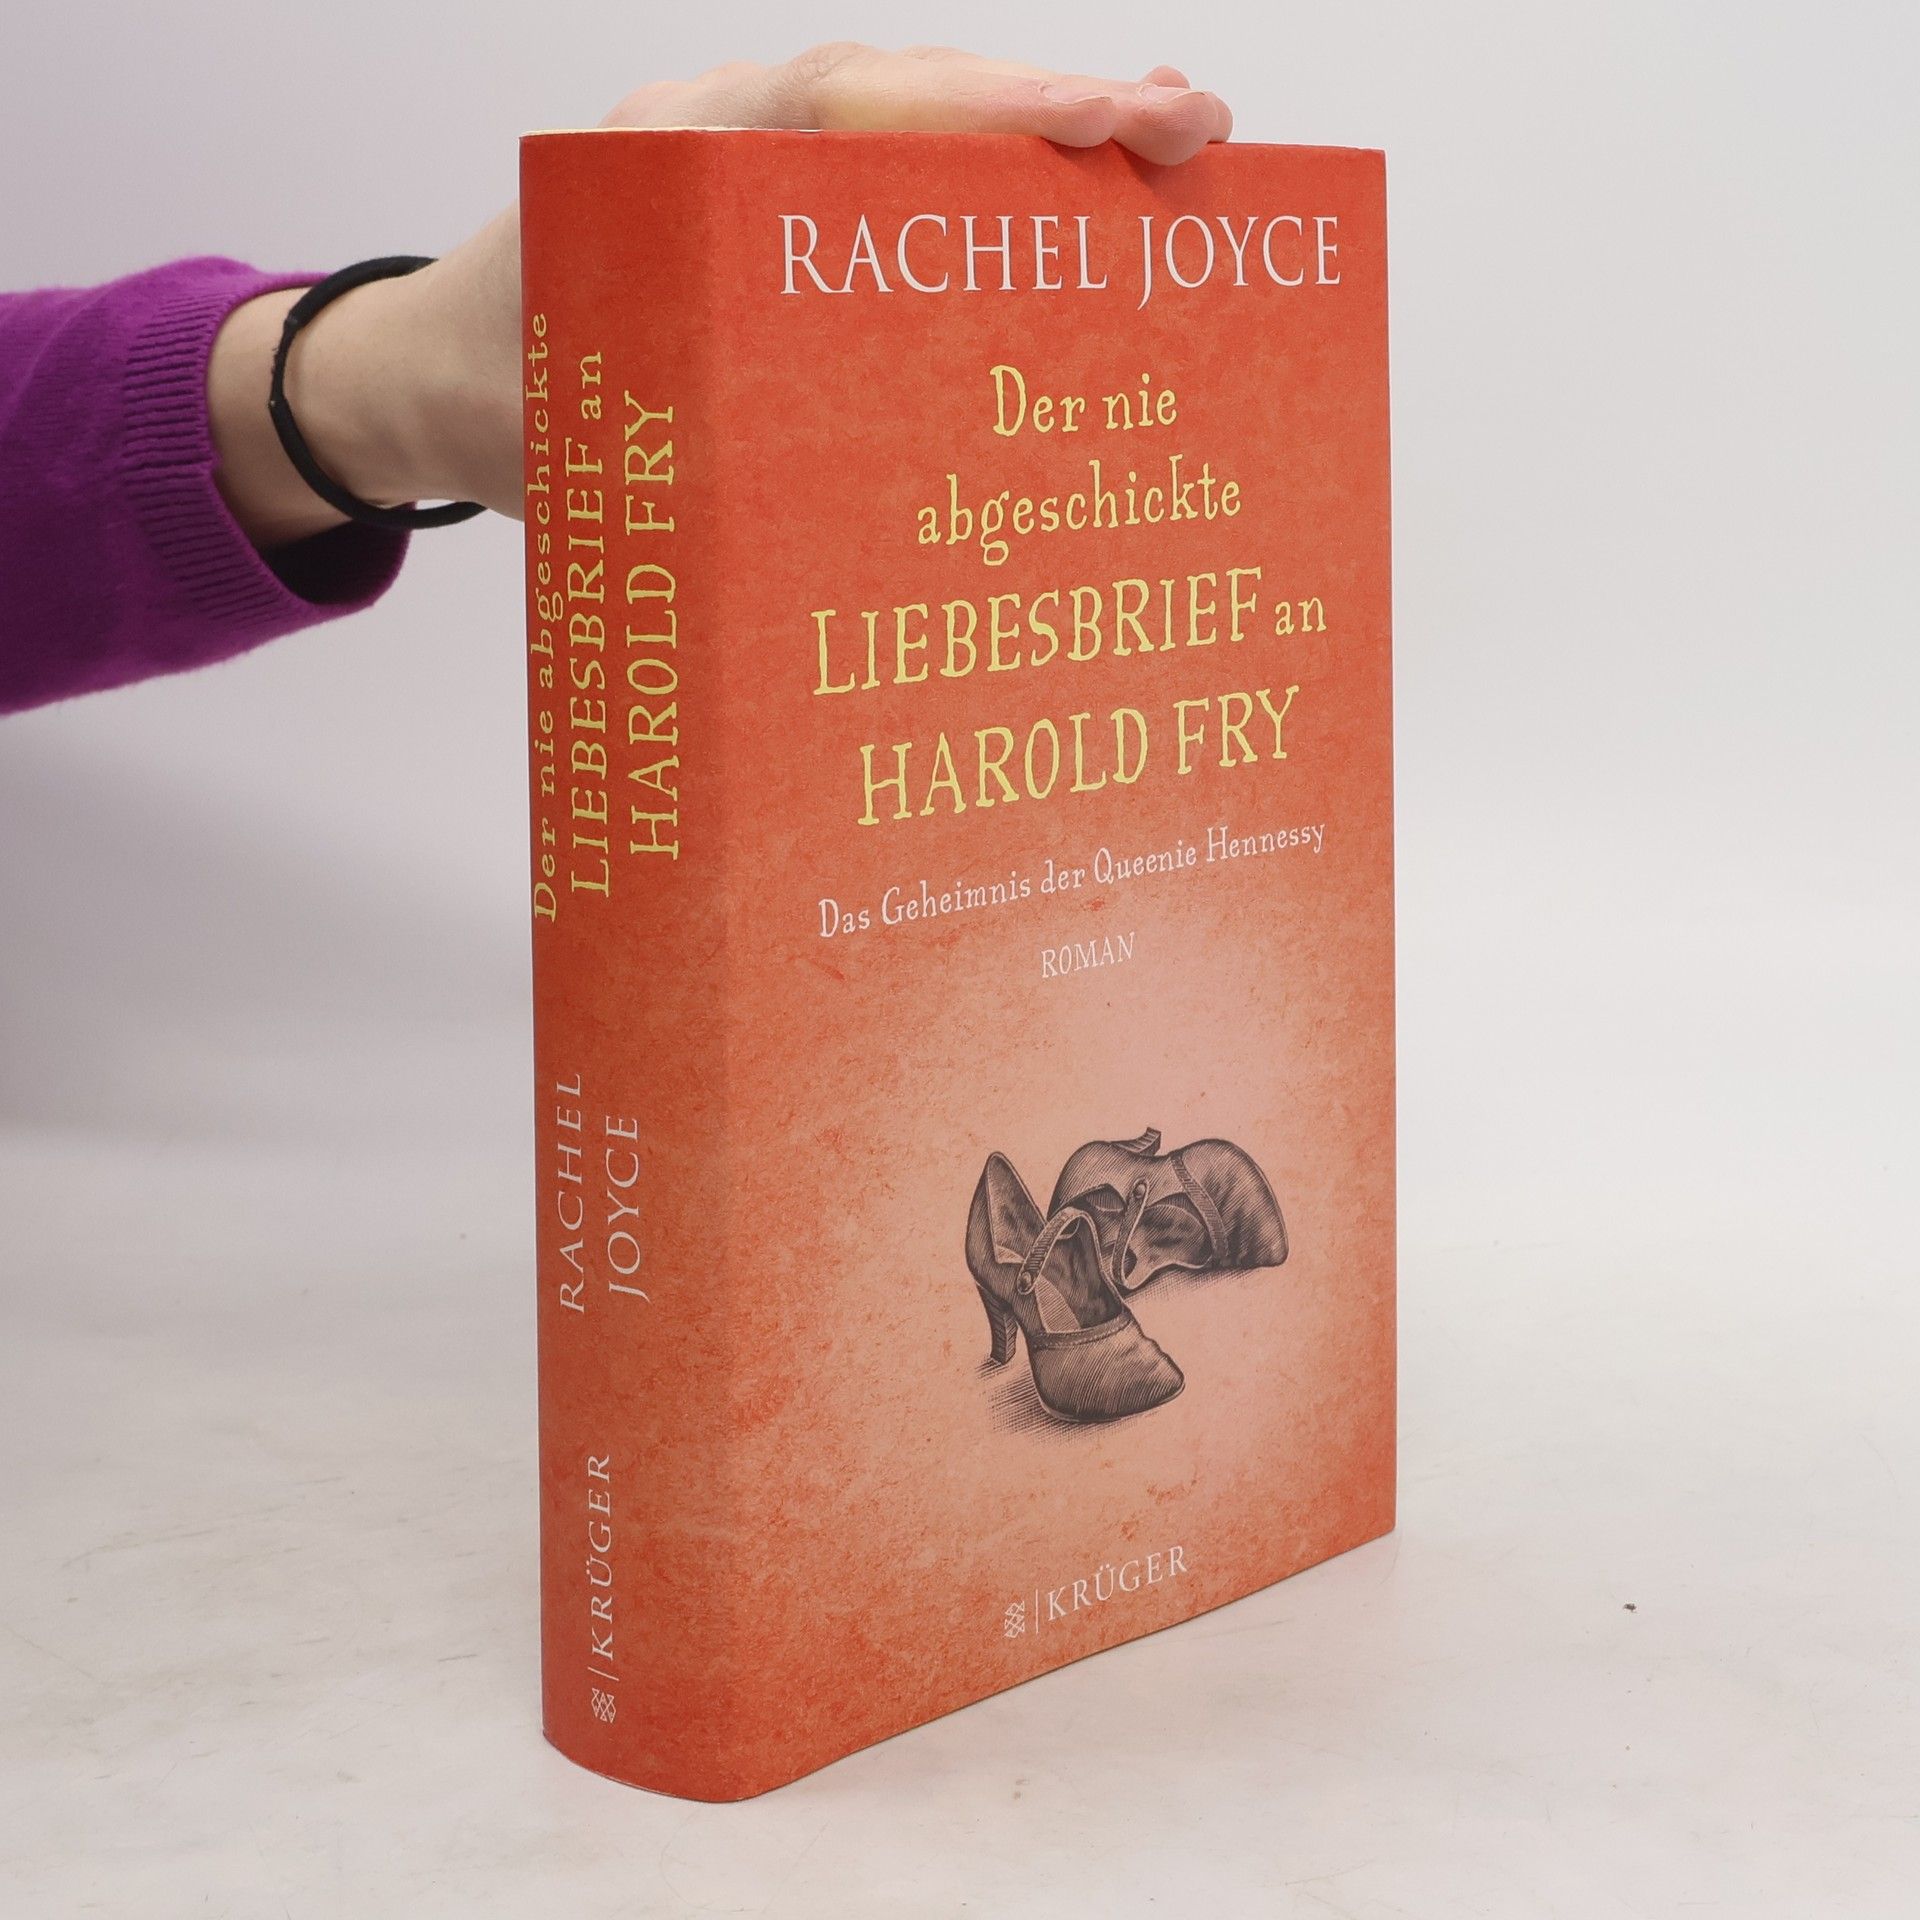 RACHEL JOYCE
Der nie
abgeschickte
LIEBESBRIEF an
HAROLD FRY
Das Geheimnis der Queenie Hennessy
ROMAN
KRÜGER
Der nie abgeschickte
LIEBESBRIEF an
HAROLD FRY
RACHEL
JOYCE
KRÜGER